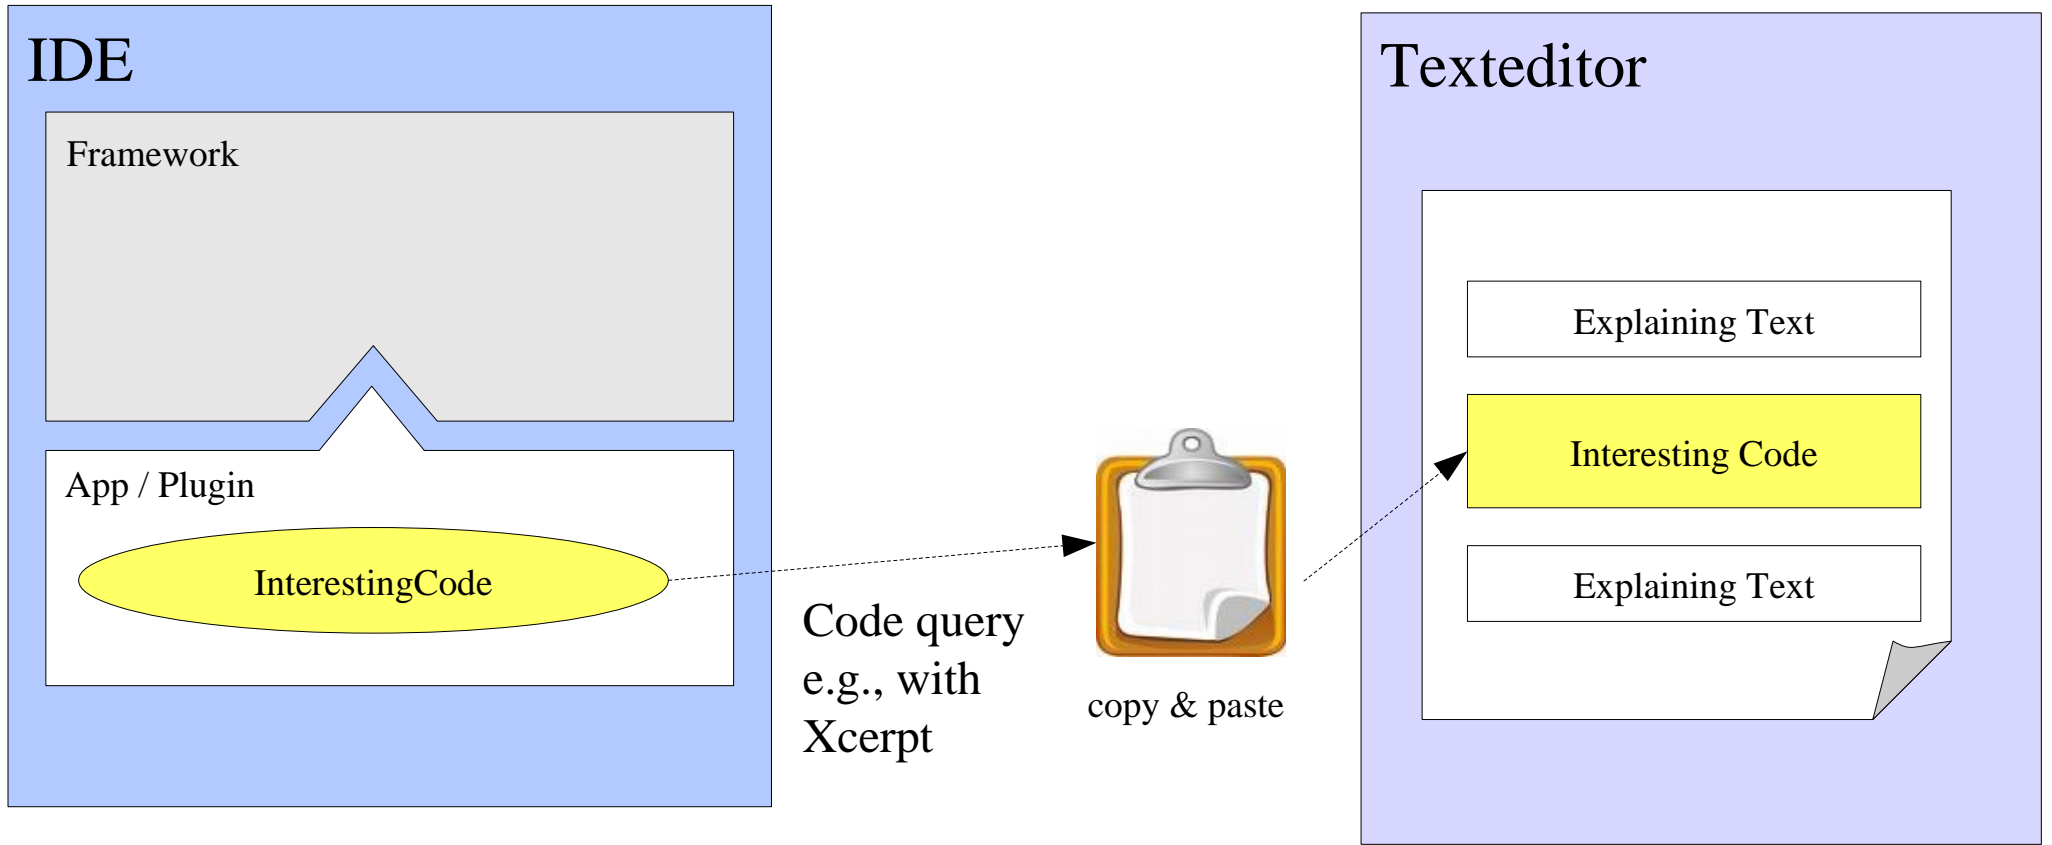 IDE
Framework
App / Plugin
InterestingCode
Code query
e.g., with
Xcerpt
copy & paste
Texteditor
Explaining Text
Interesting Code
Explaining Text